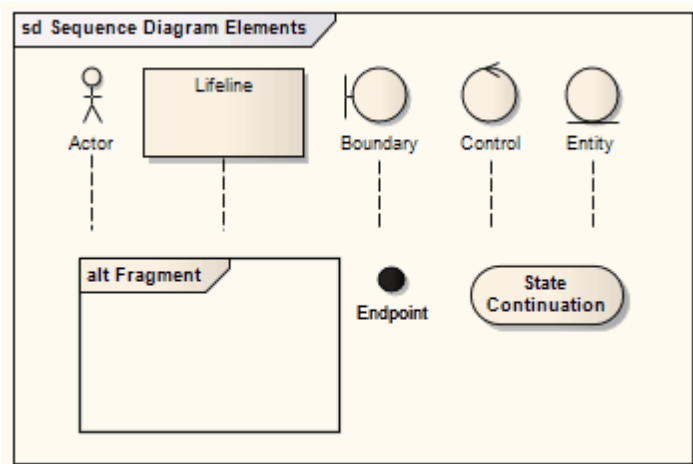 sd Sequence Diagram Elements
Lifeline
Actor
Boundary
Control
Entity
alt Fragment
Endpoint
State
Continuation